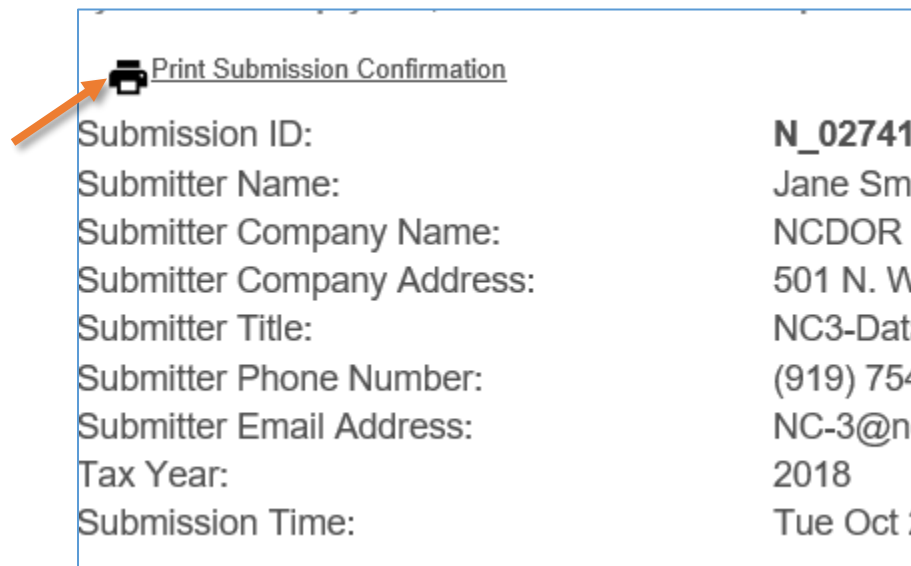 Print Submission Confirmation
Submission ID: N_02741
Submitter Name: Jane Sm
Submitter Company Name: NCDOR
Submitter Company Address: 501 N. W
Submitter Title: NC3-Dat
Submitter Phone Number: (919) 754
Submitter Email Address: NC-3@n
Tax Year: 2018
Submission Time: Tue Oct